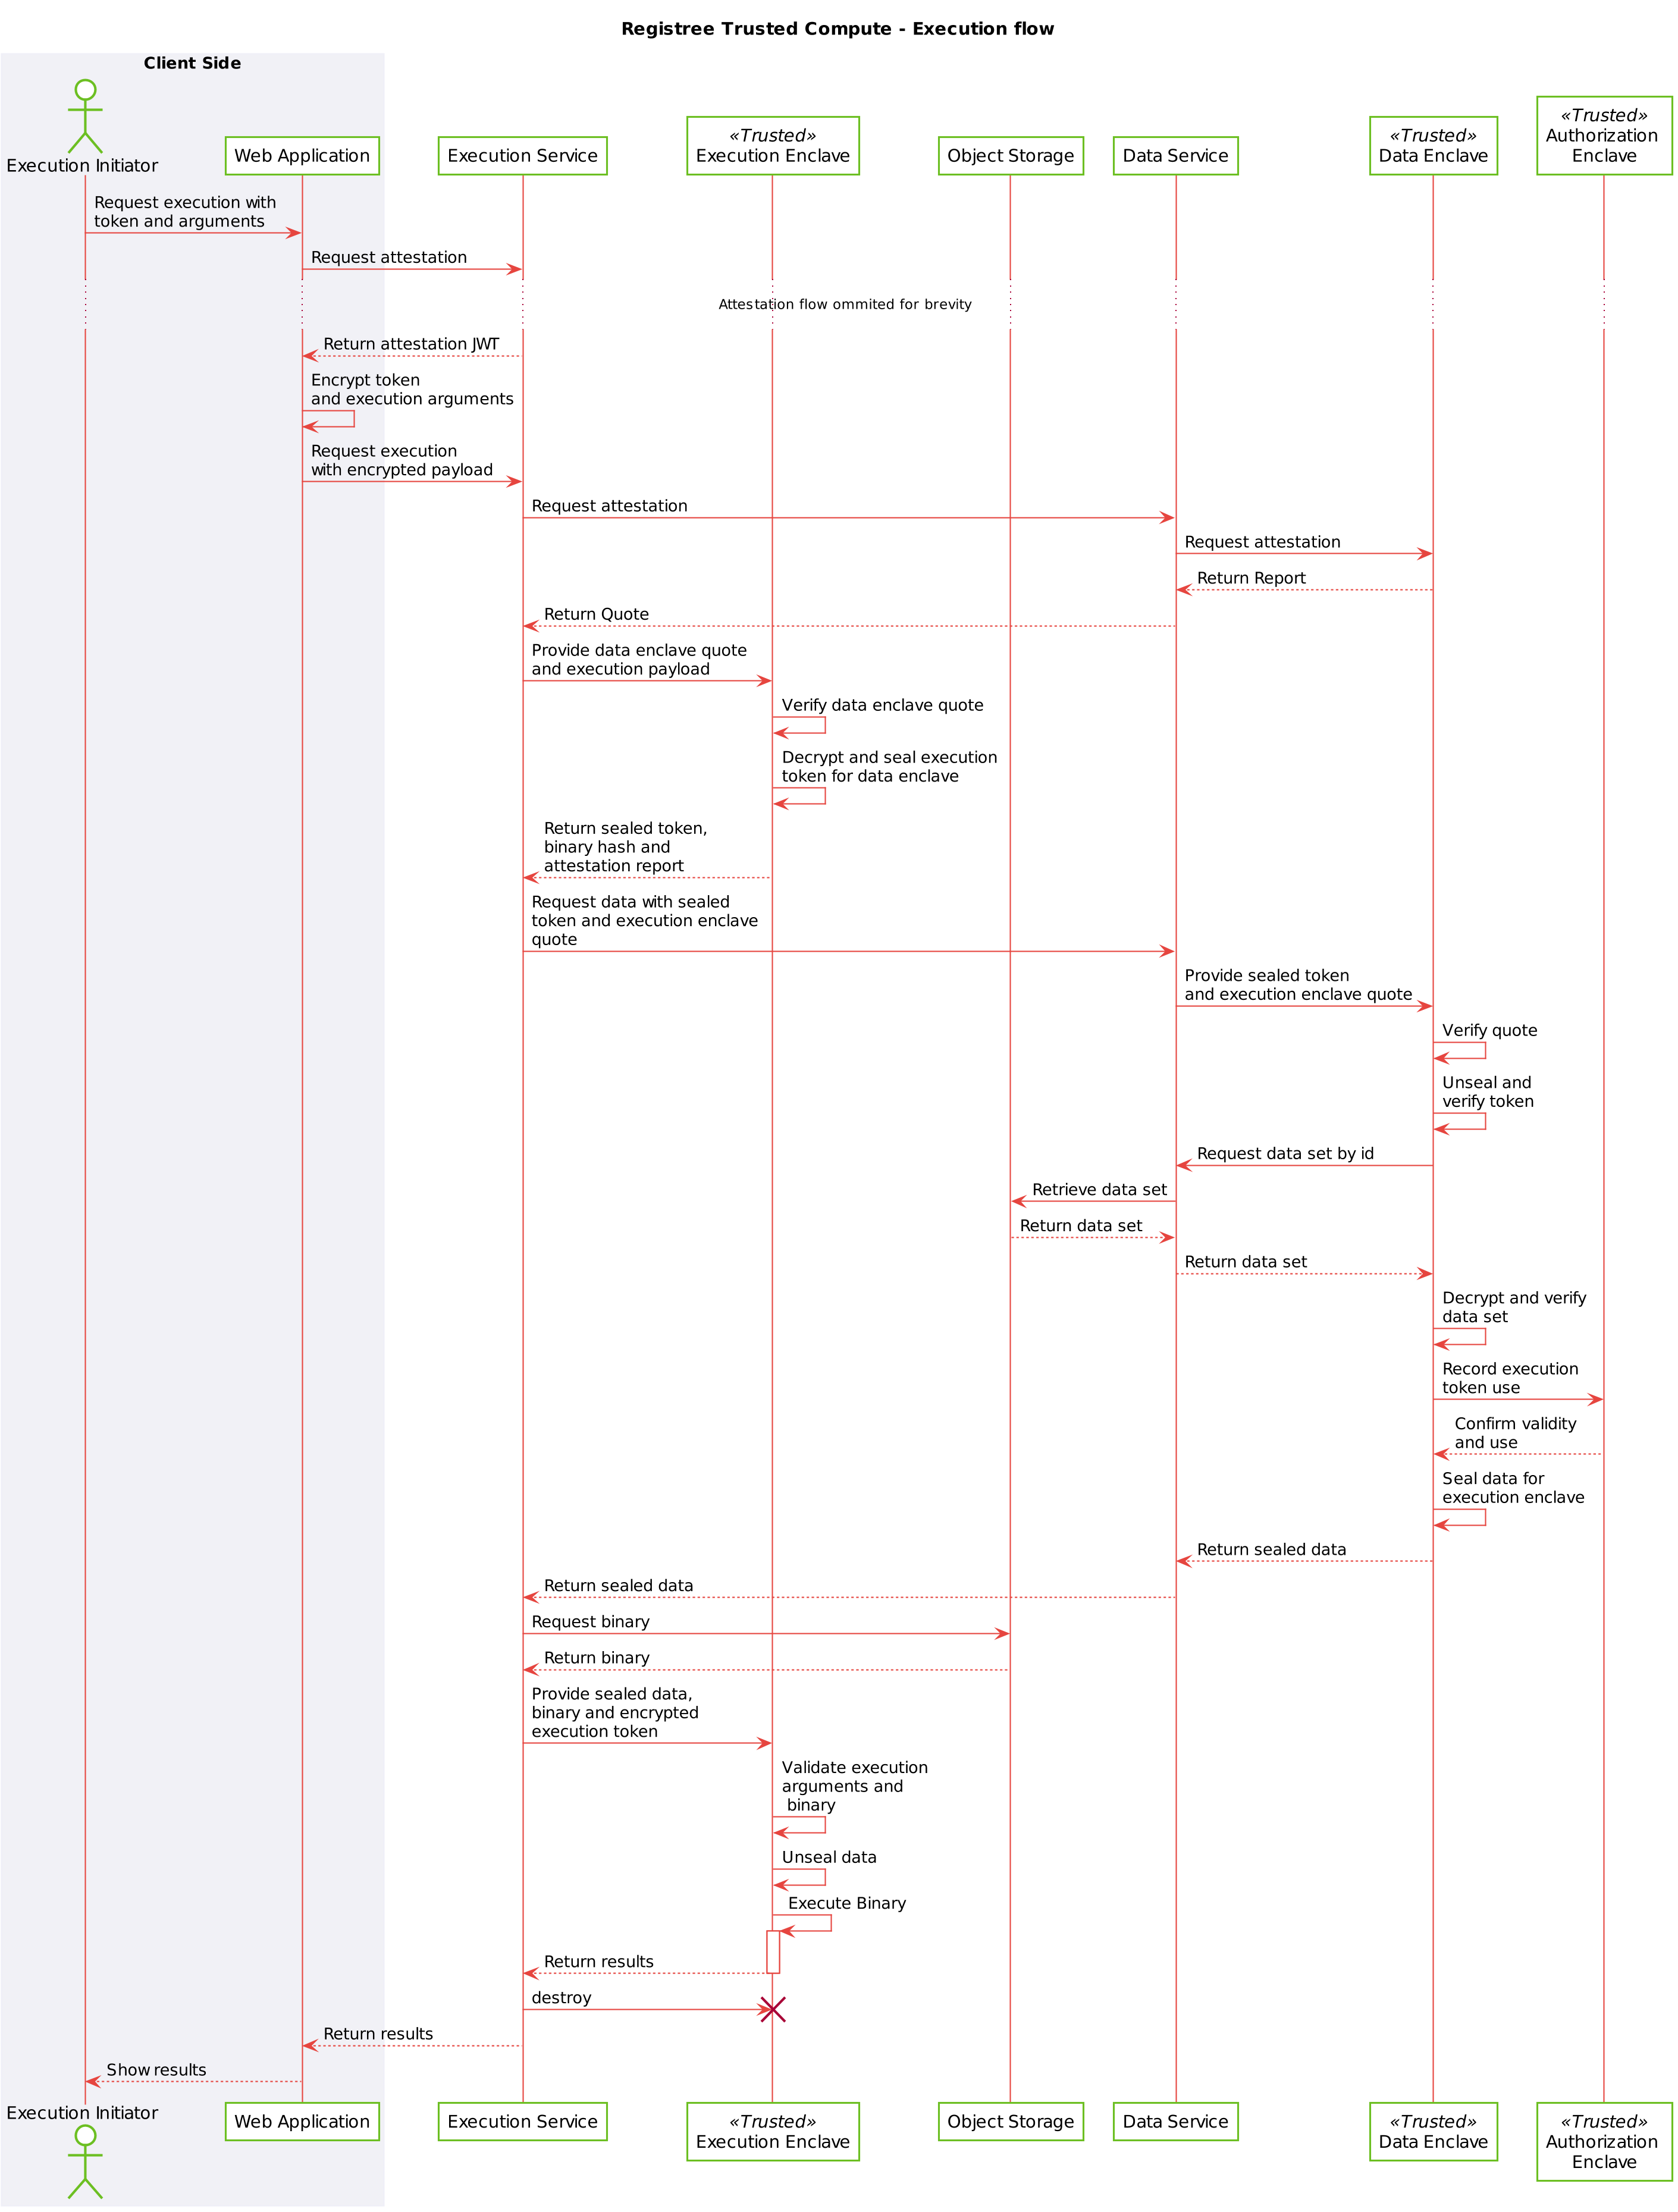 Registree Trusted Compute - Execution flow
Client Side
Execution Initiator
Web Application
Execution Service
«Trusted»
Execution Enclave
Object Storage
Data Service
«Trusted»
Data Enclave
«Trusted»
Authorization
Enclave
Request execution with
token and arguments
Request attestation
Attestation flow ommited for brevity
Return attestation JWT
Encrypt token
and execution arguments
Request execution
with encrypted payload
Request attestation
Request attestation
Return Report
Return Quote
Provide data enclave quote
and execution payload
Verify data enclave quote
Decrypt and seal execution
token for data enclave
Return sealed token,
binary hash and
attestation report
Request data with sealed
token and execution enclave
quote
Provide sealed token
and execution enclave quote
Verify quote
Unseal and
verify token
Request data set by id
Retrieve data set
Return data set
Return data set
Decrypt and verify
data set
Record execution
token use
Confirm validity
and use
Seal data for
execution enclave
Return sealed data
Return sealed data
Request binary
Return binary
Provide sealed data,
binary and encrypted
execution token
Validate execution
arguments and
binary
Unseal data
Execute Binary
Return results
destroy
Return results
Show results
Execution Initiator
Web Application
Execution Service
«Trusted»
Execution Enclave
Object Storage
Data Service
«Trusted»
Data Enclave
«Trusted»
Authorization
Enclave